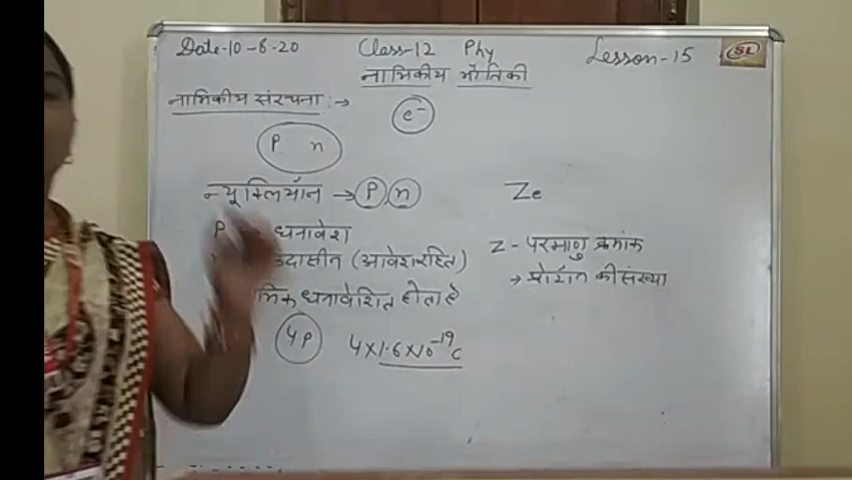 Date-10-8-20 Class-12 Phy Lesson-15
SL
नाभिकीय भौतिकी
नाभिकीय संरचना :→
e⁻
P n
न्यूक्लियॉन → P n
Ze
P धनावेश
Z - परमाणु क्रमांक
उदासीन (आवेशरहित)
→ प्रोटॉन की संख्या
धनावेशित होता है
4P 4×1.6×10⁻¹⁹C